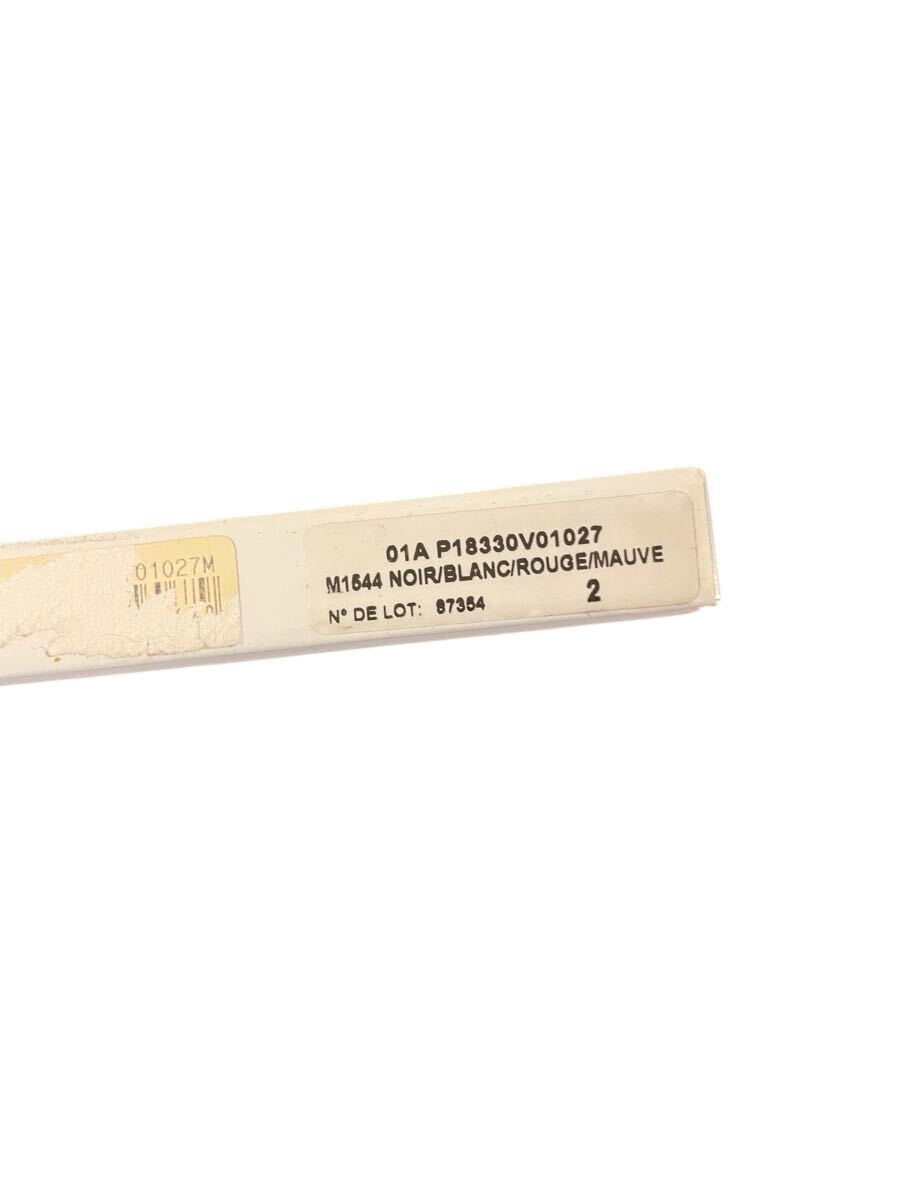 01A P18330V01027
M1544 NOIR/BLANC/ROUGE/MAUVE
N° DE LOT: 87354 2
01027M